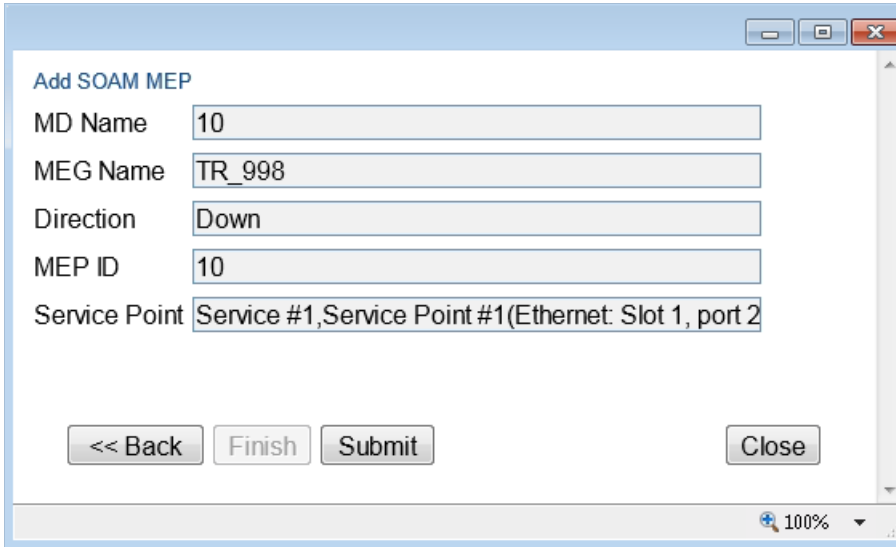 Add SOAM MEP
MD Name 10
MEG Name TR_998
Direction Down
MEP ID 10
Service Point Service #1,Service Point #1(Ethernet: Slot 1, port 2
<< Back Finish Submit Close
100%